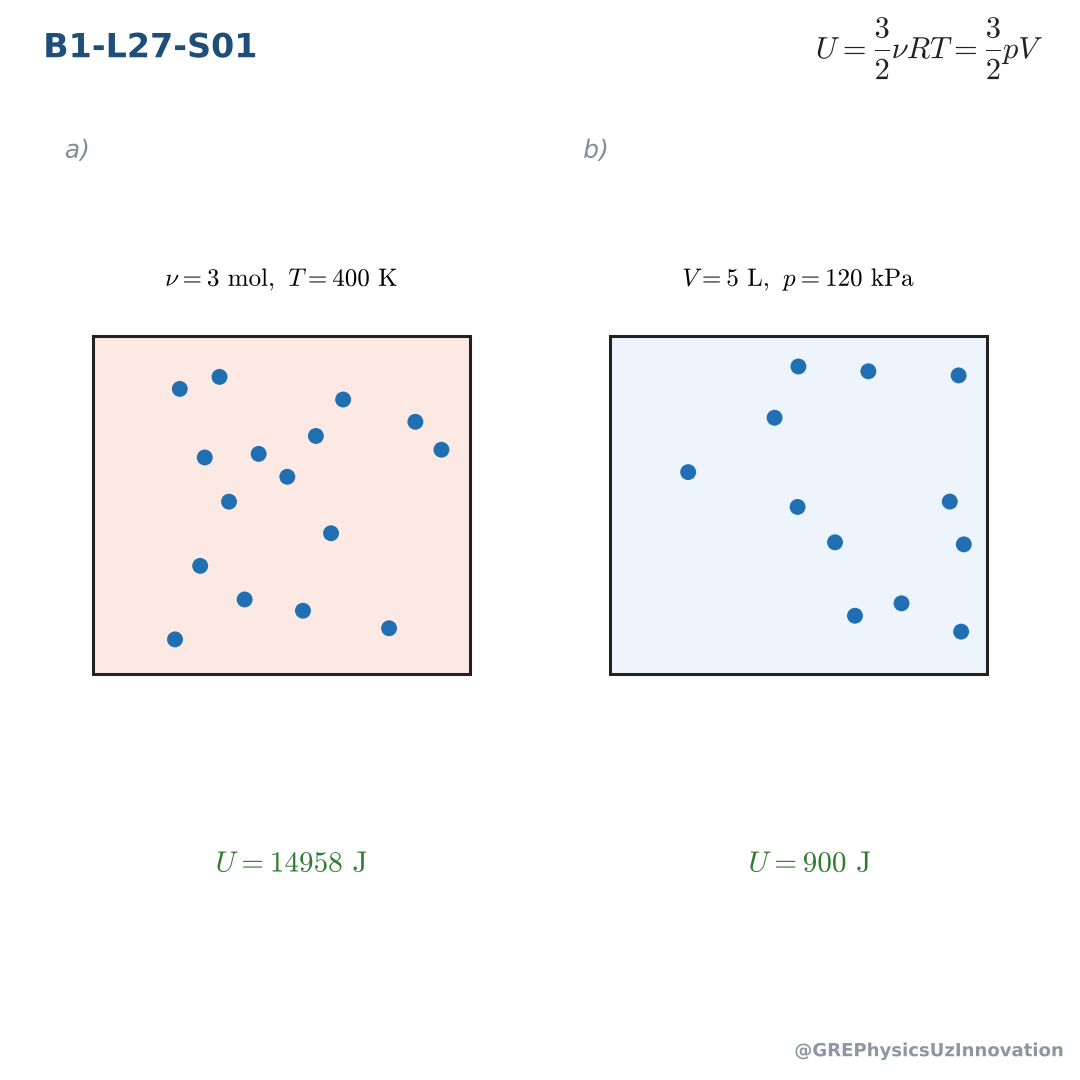 B1-L27-S01
U = 3/2 νRT = 3/2 pV
a)
b)
ν = 3 mol, T = 400 K
V = 5 L, p = 120 kPa
U = 14958 J
U = 900 J
@GREPhysicsUzInnovation